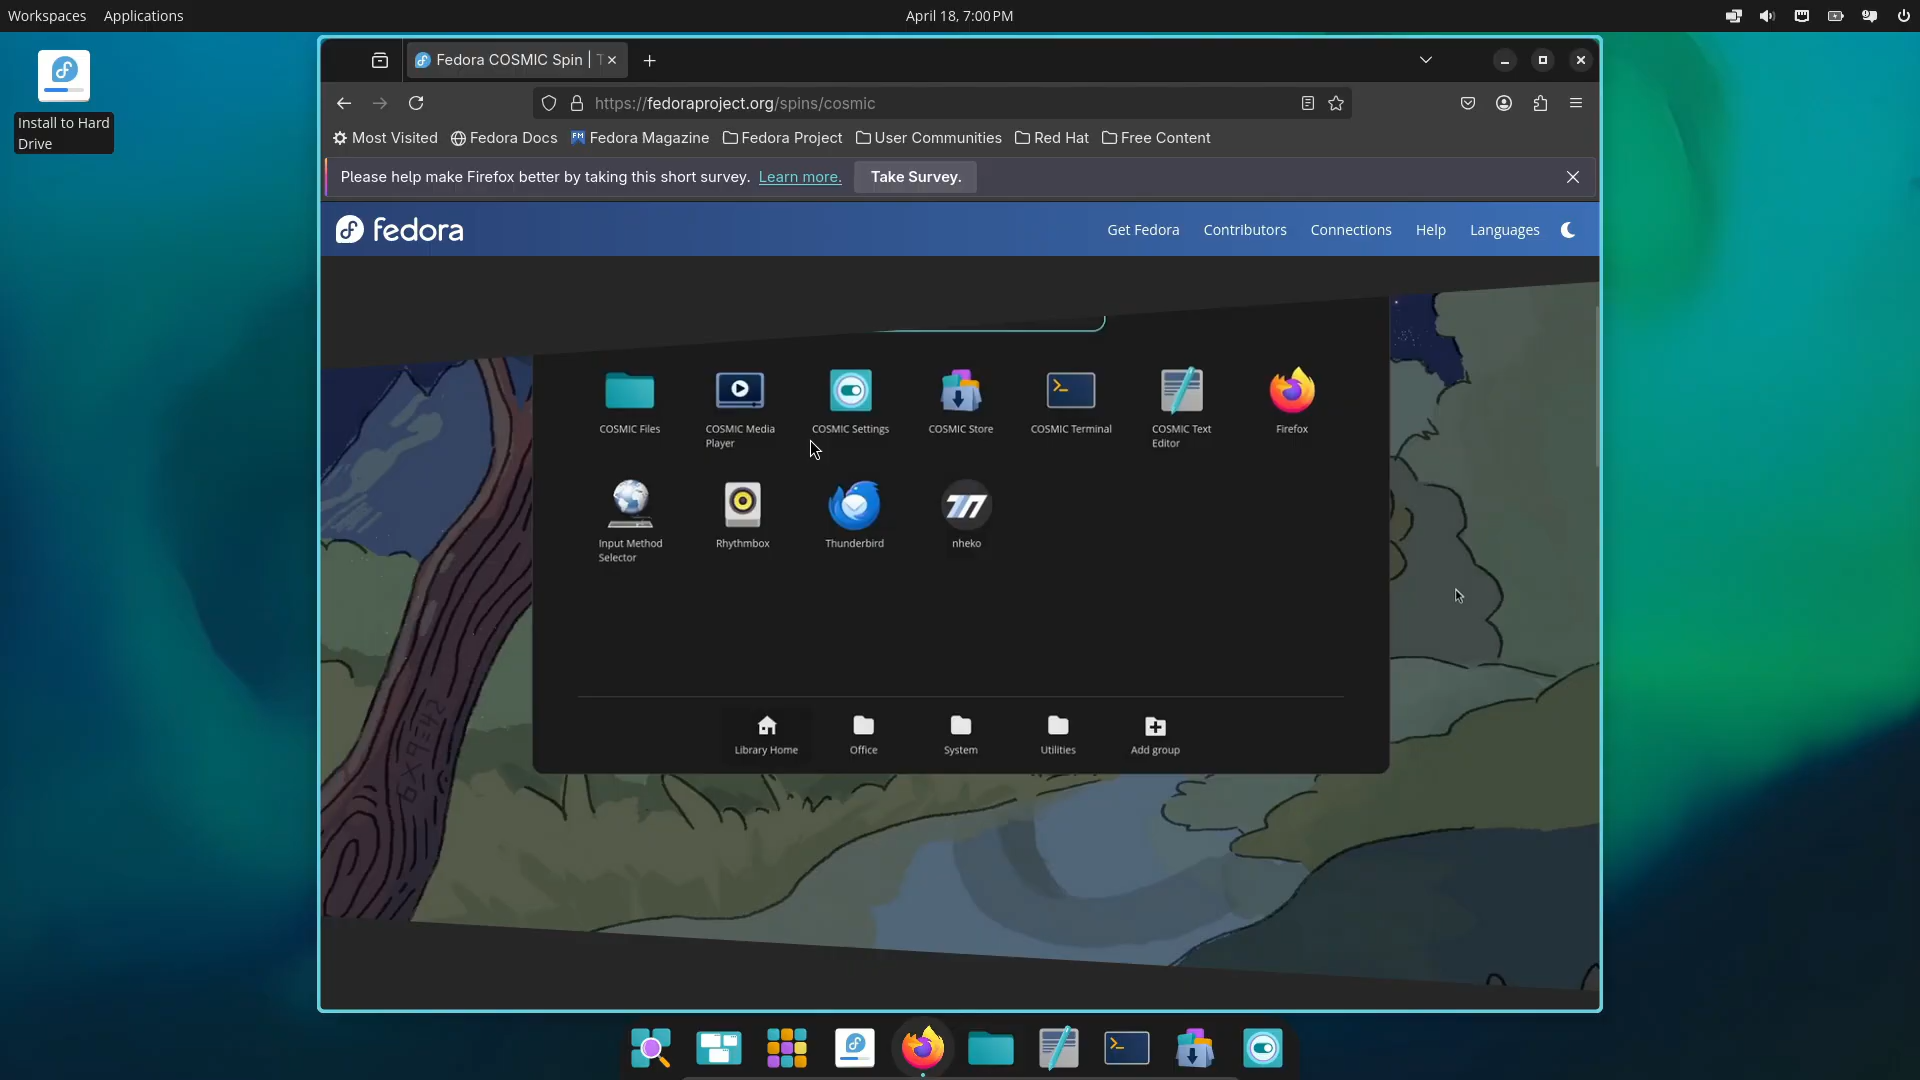 Workspaces Applications April 18, 7:00 PM
Install to Hard
Drive
Fedora COSMIC Spin | T
https://fedoraproject.org/spins/cosmic
Most Visited Fedora Docs Fedora Magazine Fedora Project User Communities Red Hat Free Content
Please help make Firefox better by taking this short survey. Learn more. Take Survey.
fedora Get Fedora Contributors Connections Help Languages
COSMIC Files COSMIC Media COSMIC Settings COSMIC Store COSMIC Terminal COSMIC Text Firefox
Player Editor
Input Method Rhythmbox Thunderbird nheko
Selector
Library Home Office System Utilities Add group